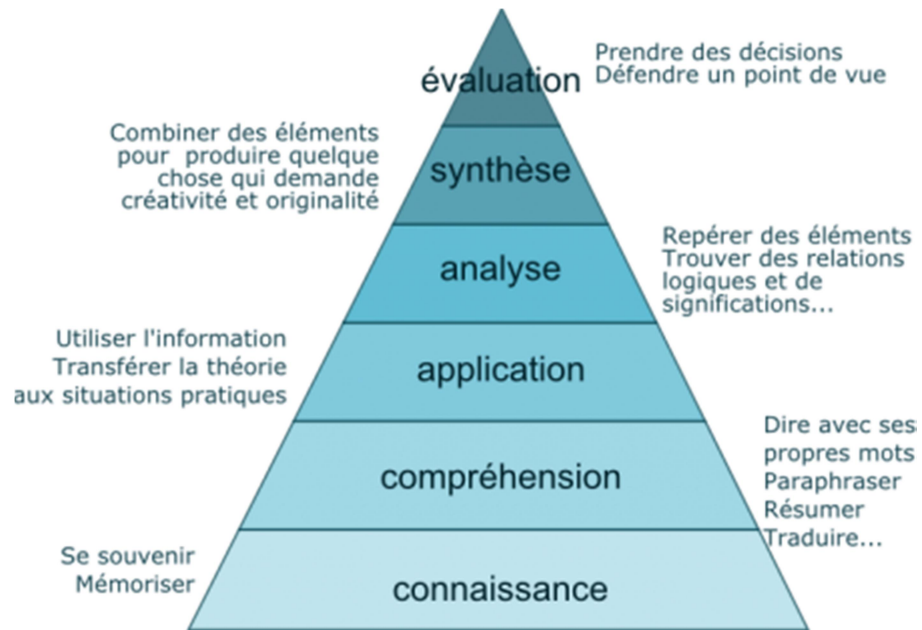 évaluation
Prendre des décisions
Défendre un point de vue
Combiner des éléments
pour produire quelque
chose qui demande
créativité et originalité
synthèse
analyse
Repérer des éléments
Trouver des relations
logiques et de
significations...
Utiliser l'information
Transférer la théorie
aux situations pratiques
application
compréhension
Dire avec ses
propres mots
Paraphraser
Résumer
Traduire...
Se souvenir
Mémoriser
connaissance